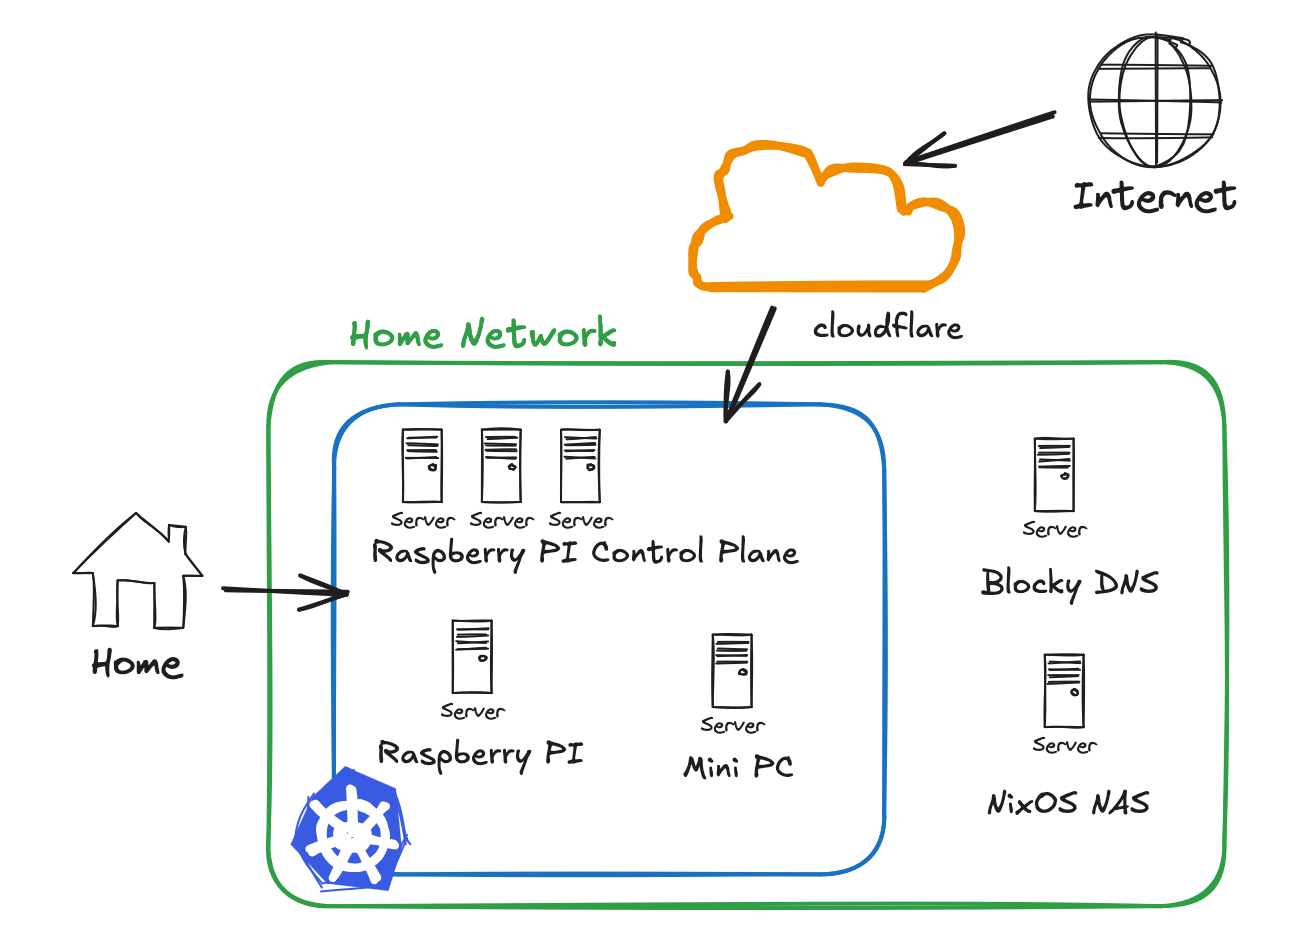 Internet
cloudflare
Home Network
Server Server Server
Raspberry PI Control Plane
Server
Blocky DNS
Home
Server
Raspberry PI
Server
Mini PC
Server
NixOS NAS